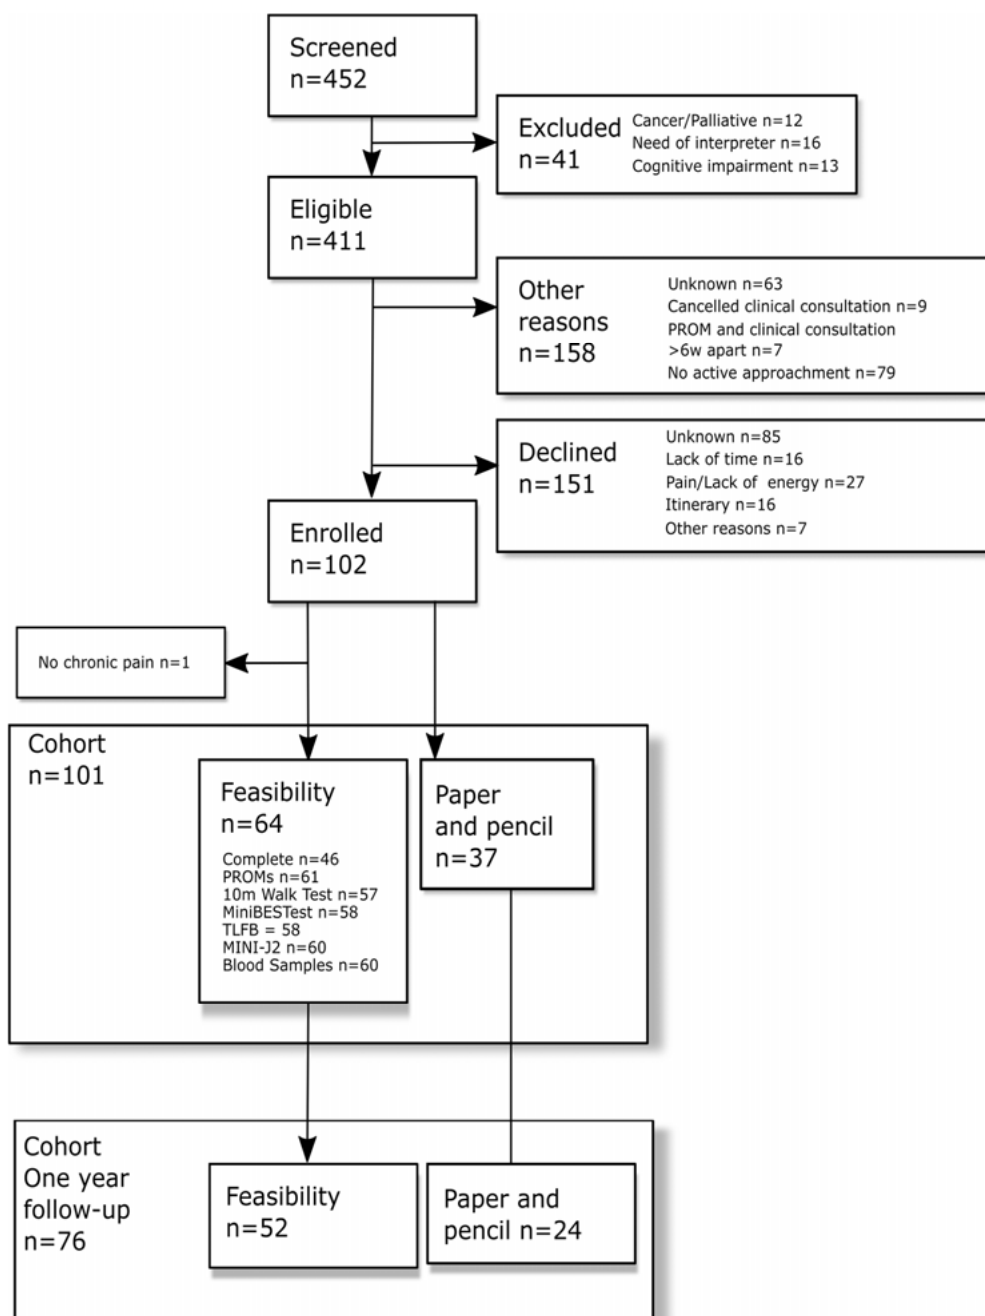 Screened
n=452
Excluded
n=41
Cancer/Palliative n=12
Need of interpreter n=16
Cognitive impairment n=13
Eligible
n=411
Other
reasons
n=158
Unknown n=63
Cancelled clinical consultation n=9
PROM and clinical consultation
>6w apart n=7
No active approachment n=79
Declined
n=151
Unknown n=85
Lack of time n=16
Pain/Lack of energy n=27
Itinerary n=16
Other reasons n=7
Enrolled
n=102
No chronic pain n=1
Cohort
n=101
Feasibility
n=64
Complete n=46
PROMs n=61
10m Walk Test n=57
MiniBESTest n=58
TLFB = 58
MINI-J2 n=60
Blood Samples n=60
Paper
and pencil
n=37
Cohort
One year
follow-up
n=76
Feasibility
n=52
Paper and
pencil n=24